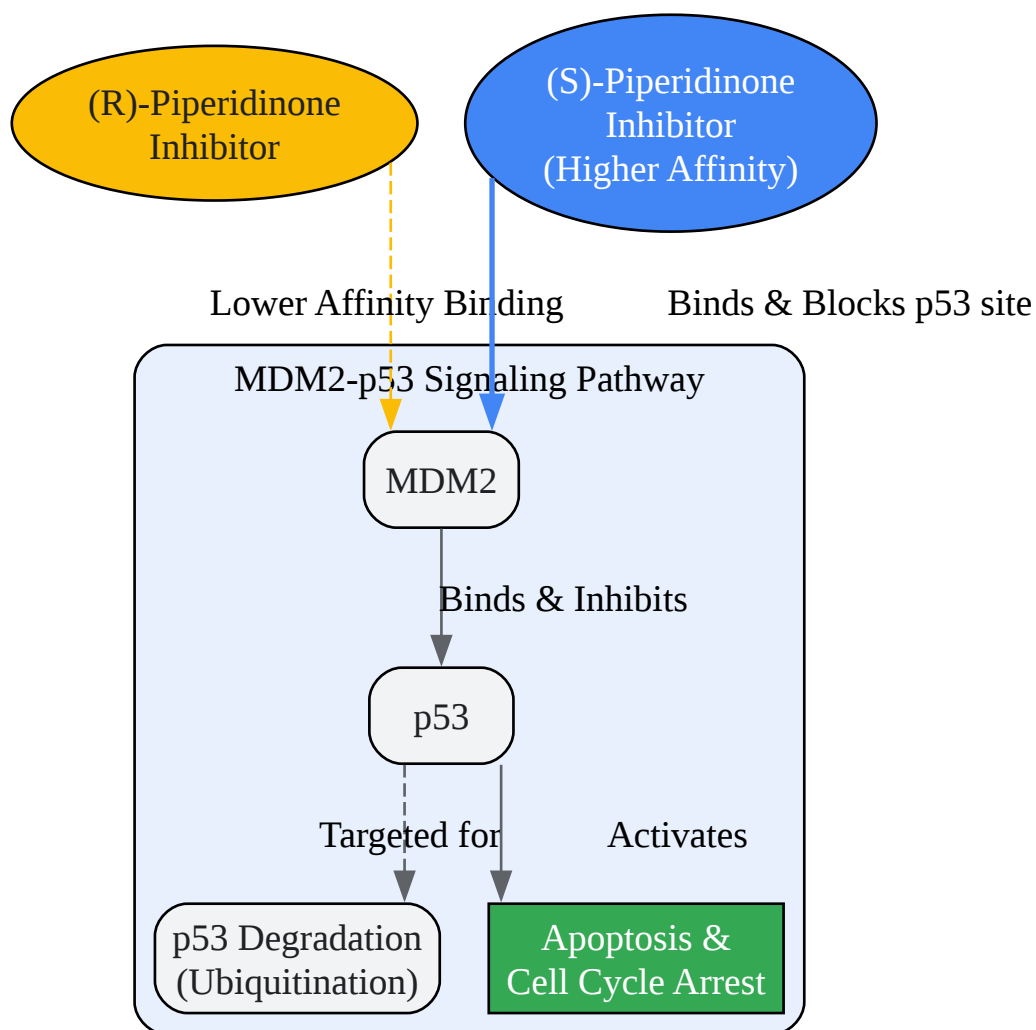 (R)-Piperidinone
Inhibitor
(S)-Piperidinone
Inhibitor
(Higher Affinity)
Lower Affinity Binding
Binds & Blocks p53 site
MDM2-p53 Signaling Pathway
MDM2
Binds & Inhibits
p53
Targeted for
Activates
p53 Degradation
(Ubiquitination)
Apoptosis &
Cell Cycle Arrest